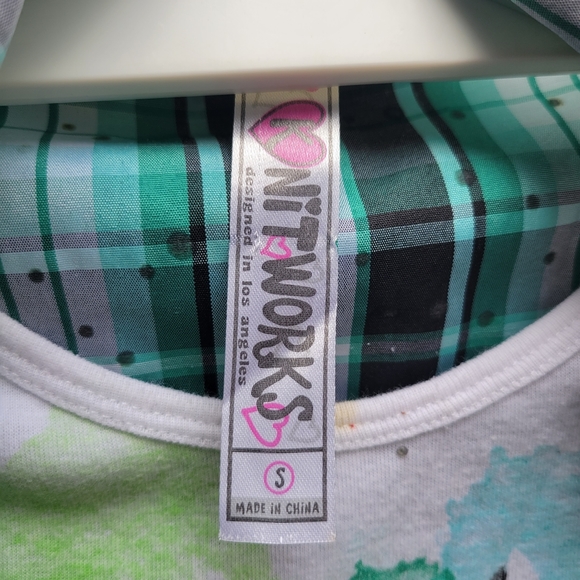 KNiTWORKS
designed in los angeles
S
MADE IN CHINA